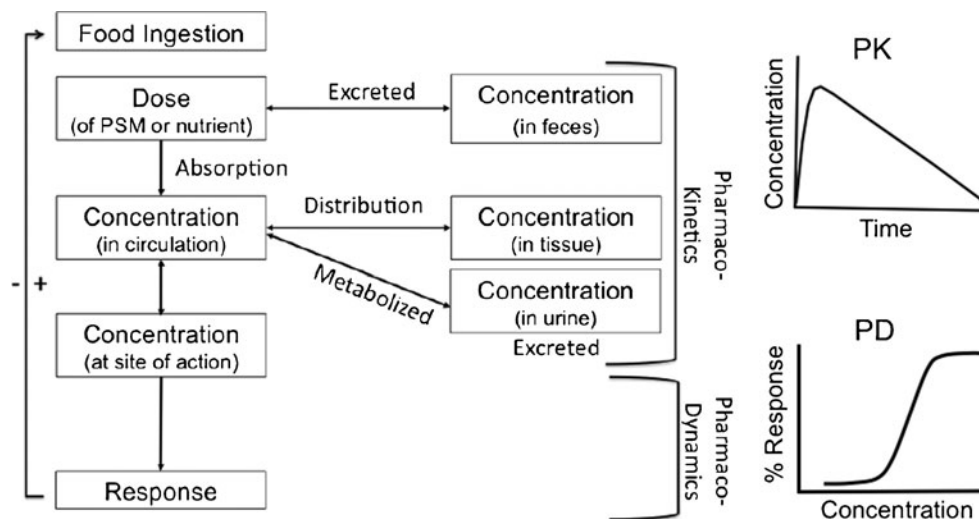 Food Ingestion
Dose
(of PSM or nutrient)
Excreted
Concentration
(in feces)
Absorption
Concentration
(in circulation)
Distribution
Concentration
(in tissue)
Metabolized
Concentration
(in urine)
Excreted
- +
Concentration
(at site of action)
Response
Pharmaco-
Kinetics
Pharmaco-
Dynamics
PK
Concentration
Time
PD
% Response
Concentration